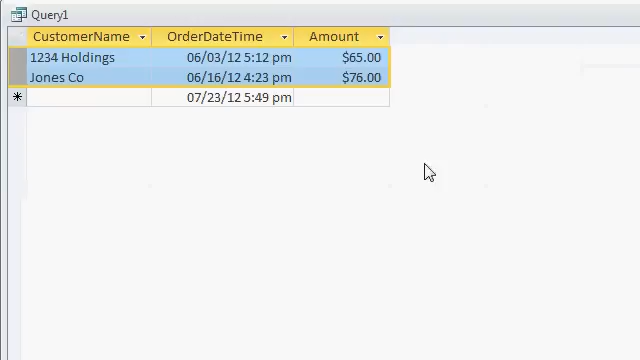 Query1
CustomerName OrderDateTime Amount
1234 Holdings 06/03/12 5:12 pm $65.00
Jones Co 06/16/12 4:23 pm $76.00
* 07/23/12 5:49 pm